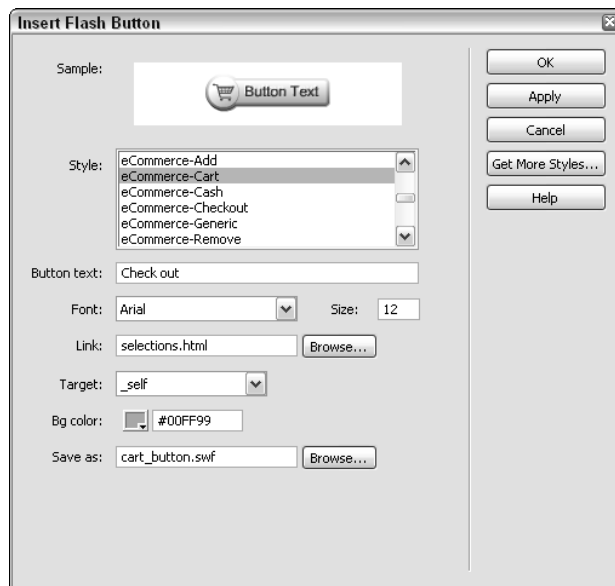 Insert Flash Button
Sample:
Button Text
Style:
eCommerce-Add
eCommerce-Cart
eCommerce-Cash
eCommerce-Checkout
eCommerce-Generic
eCommerce-Remove
Button text: Check out
Font: Arial Size: 12
Link: selections.html Browse...
Target: _self
Bg color: #00FF99
Save as: cart_button.swf Browse...
OK
Apply
Cancel
Get More Styles...
Help